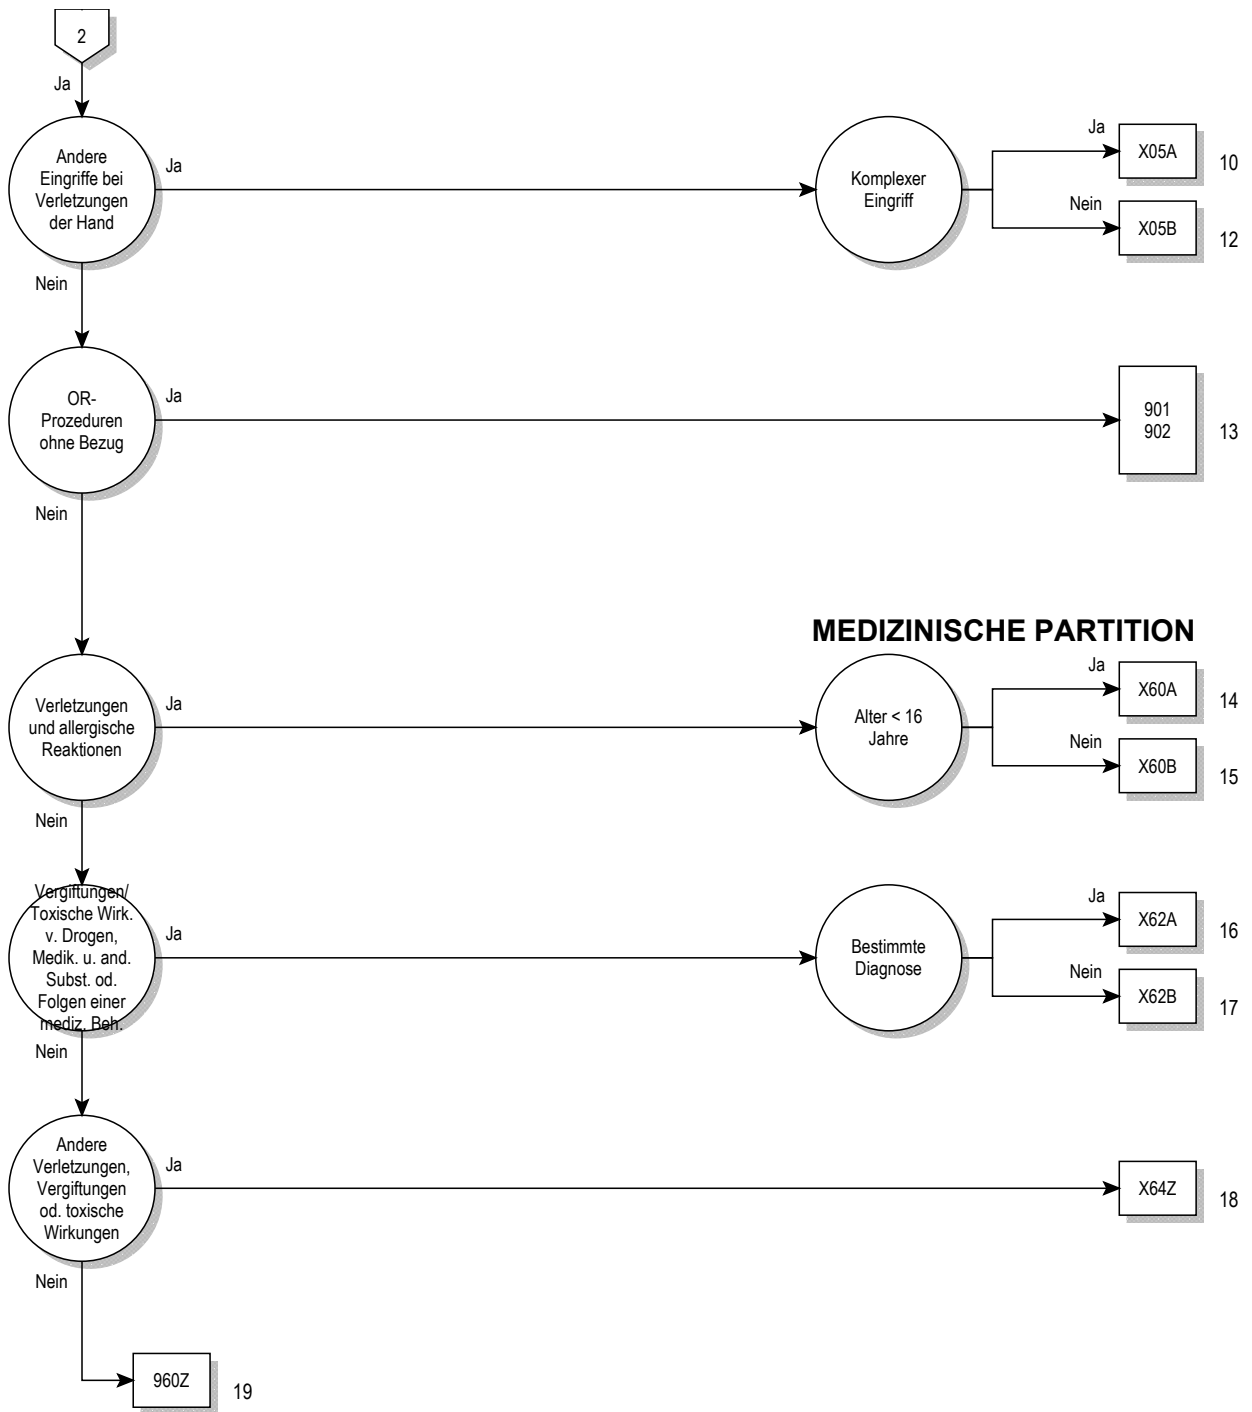 2
Ja
Andere
Eingriffe bei
Verletzungen
der Hand
Ja
Komplexer
Eingriff
Ja
X05A
10
Nein
X05B
12
Nein
OR-
Prozeduren
ohne Bezug
Ja
901
902
13
Nein
MEDIZINISCHE PARTITION
Verletzungen
und allergische
Reaktionen
Ja
Alter < 16
Jahre
Ja
X60A
14
Nein
X60B
15
Nein
Vergiftungen/
Toxische Wirk.
v. Drogen,
Medik. u. and.
Subst. od.
Folgen einer
mediz. Beh.
Ja
Bestimmte
Diagnose
Ja
X62A
16
Nein
X62B
17
Nein
Andere
Verletzungen,
Vergiftungen
od. toxische
Wirkungen
Ja
X64Z
18
Nein
960Z
19